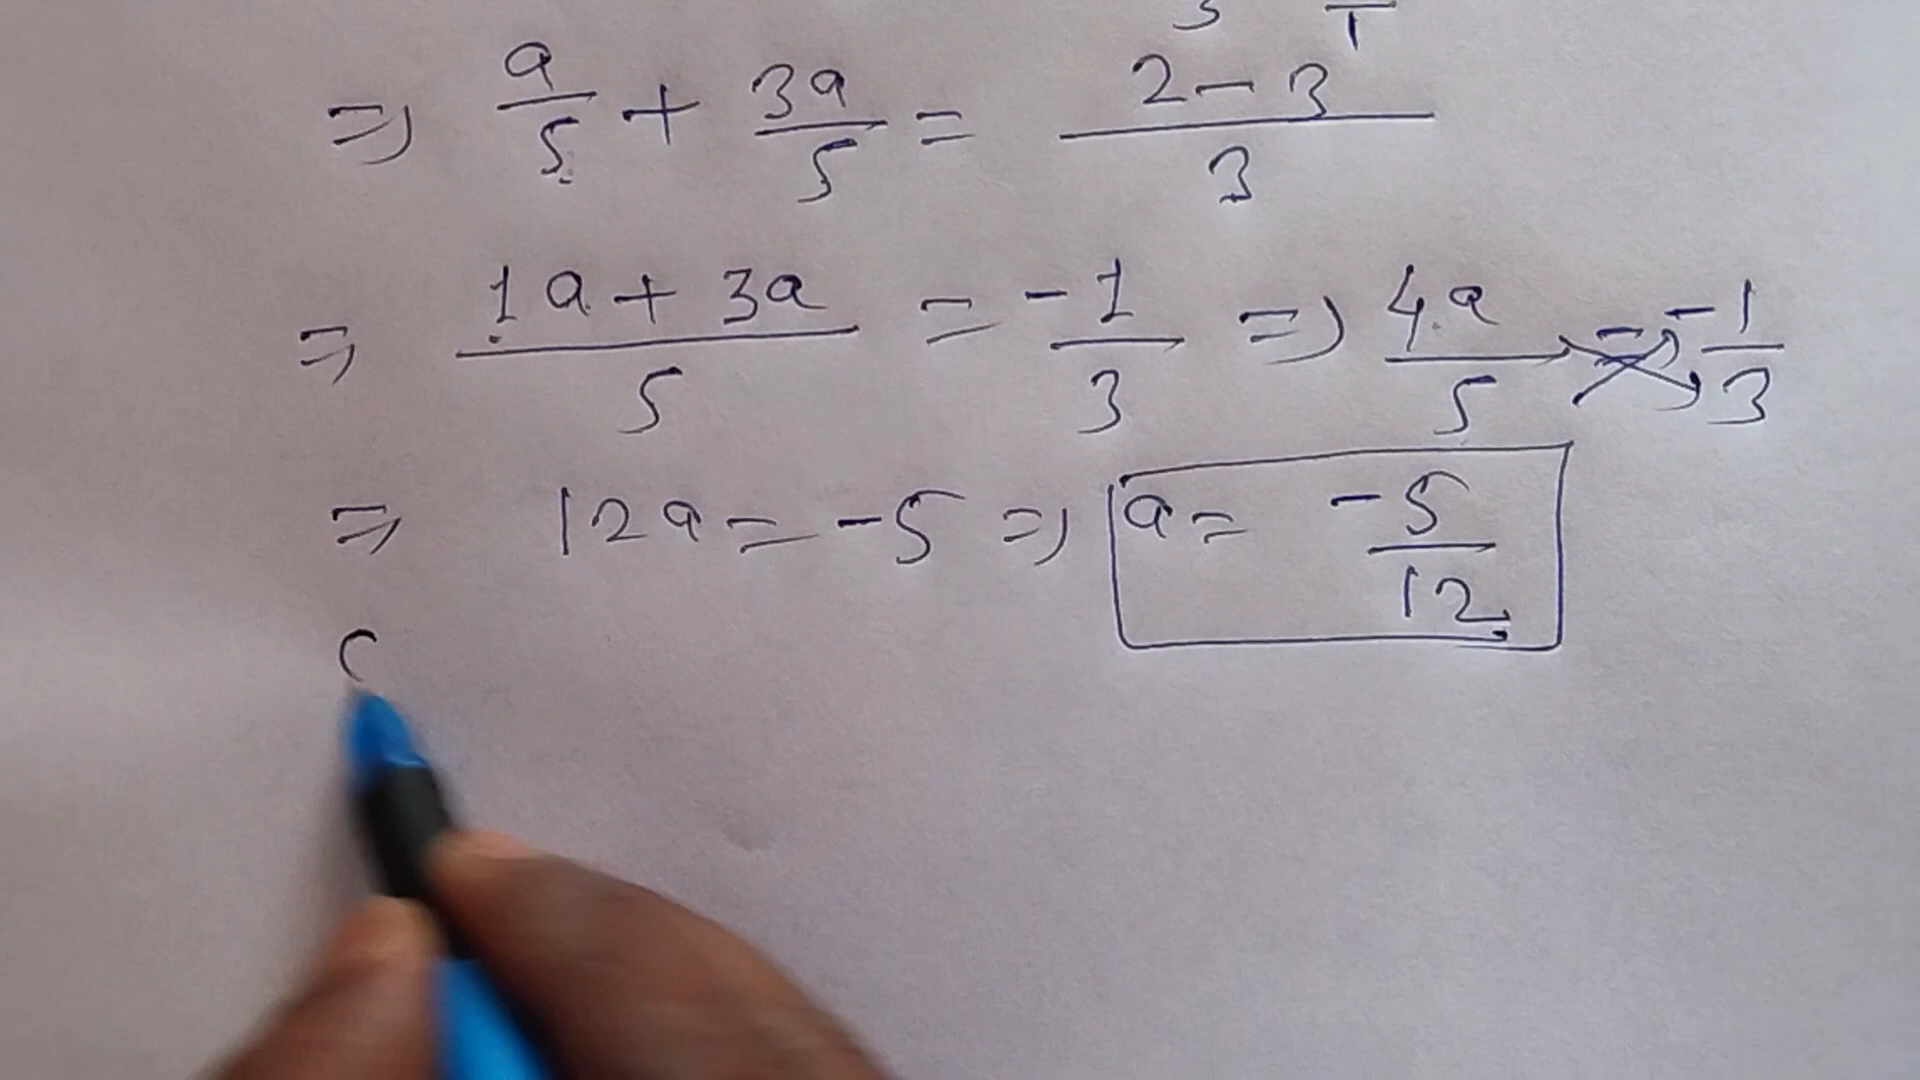 => a/5 + 3a/5 = 2-3/3
=> 1a + 3a/5 = -1/3 => 4a/5 = -1/3
=> 12a = -5 => a = -5/12